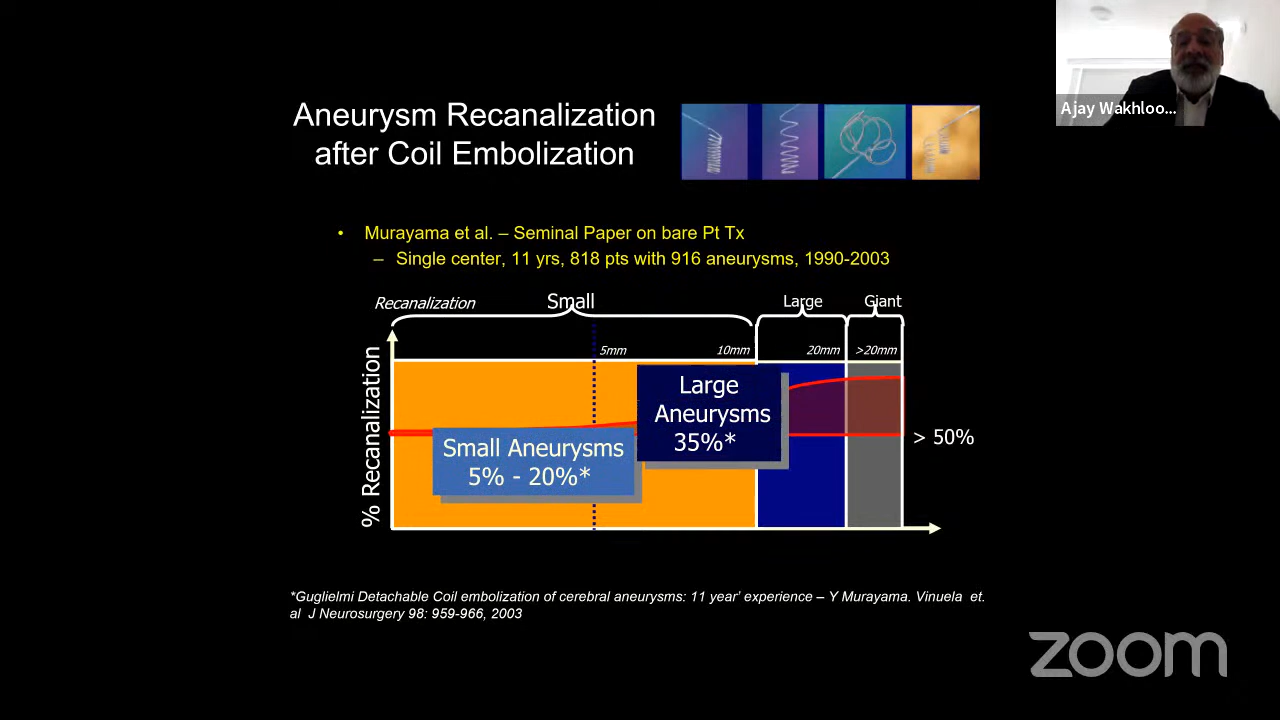 Ajay Wakhloo...
Aneurysm Recanalization
after Coil Embolization
• Murayama et al. – Seminal Paper on bare Pt Tx
– Single center, 11 yrs, 818 pts with 916 aneurysms, 1990-2003
Recanalization
Small
Large
Giant
5mm
10mm
20mm
>20mm
% Recanalization
Large
Aneurysms
35%*
Small Aneurysms
5% - 20%*
> 50%
*Guglielmi Detachable Coil embolization of cerebral aneurysms: 11 year’ experience – Y Murayama. Vinuela et.
al J Neurosurgery 98: 959-966, 2003
zoom